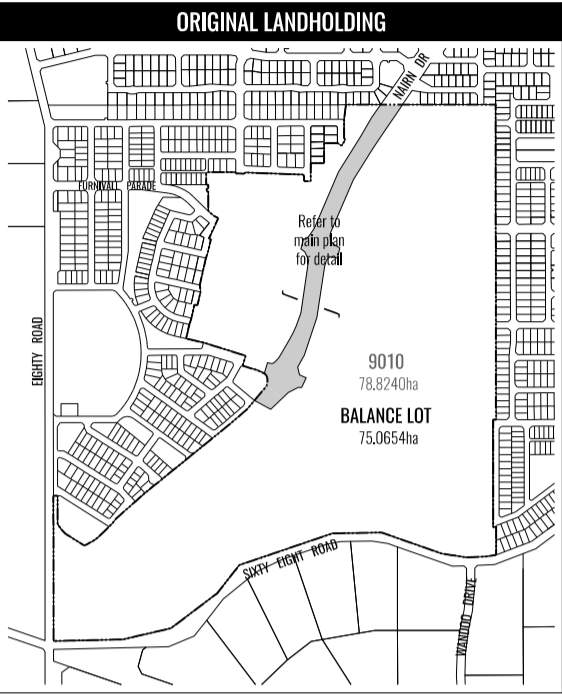 ORIGINAL LANDHOLDING
NAIRN DR
FURNIVALL PARADE
Refer to
main plan
for detail
EIGHTY ROAD
9010
78.8240ha
BALANCE LOT
75.0654ha
SIXTY EIGHT ROAD
WANDOO DRIVE